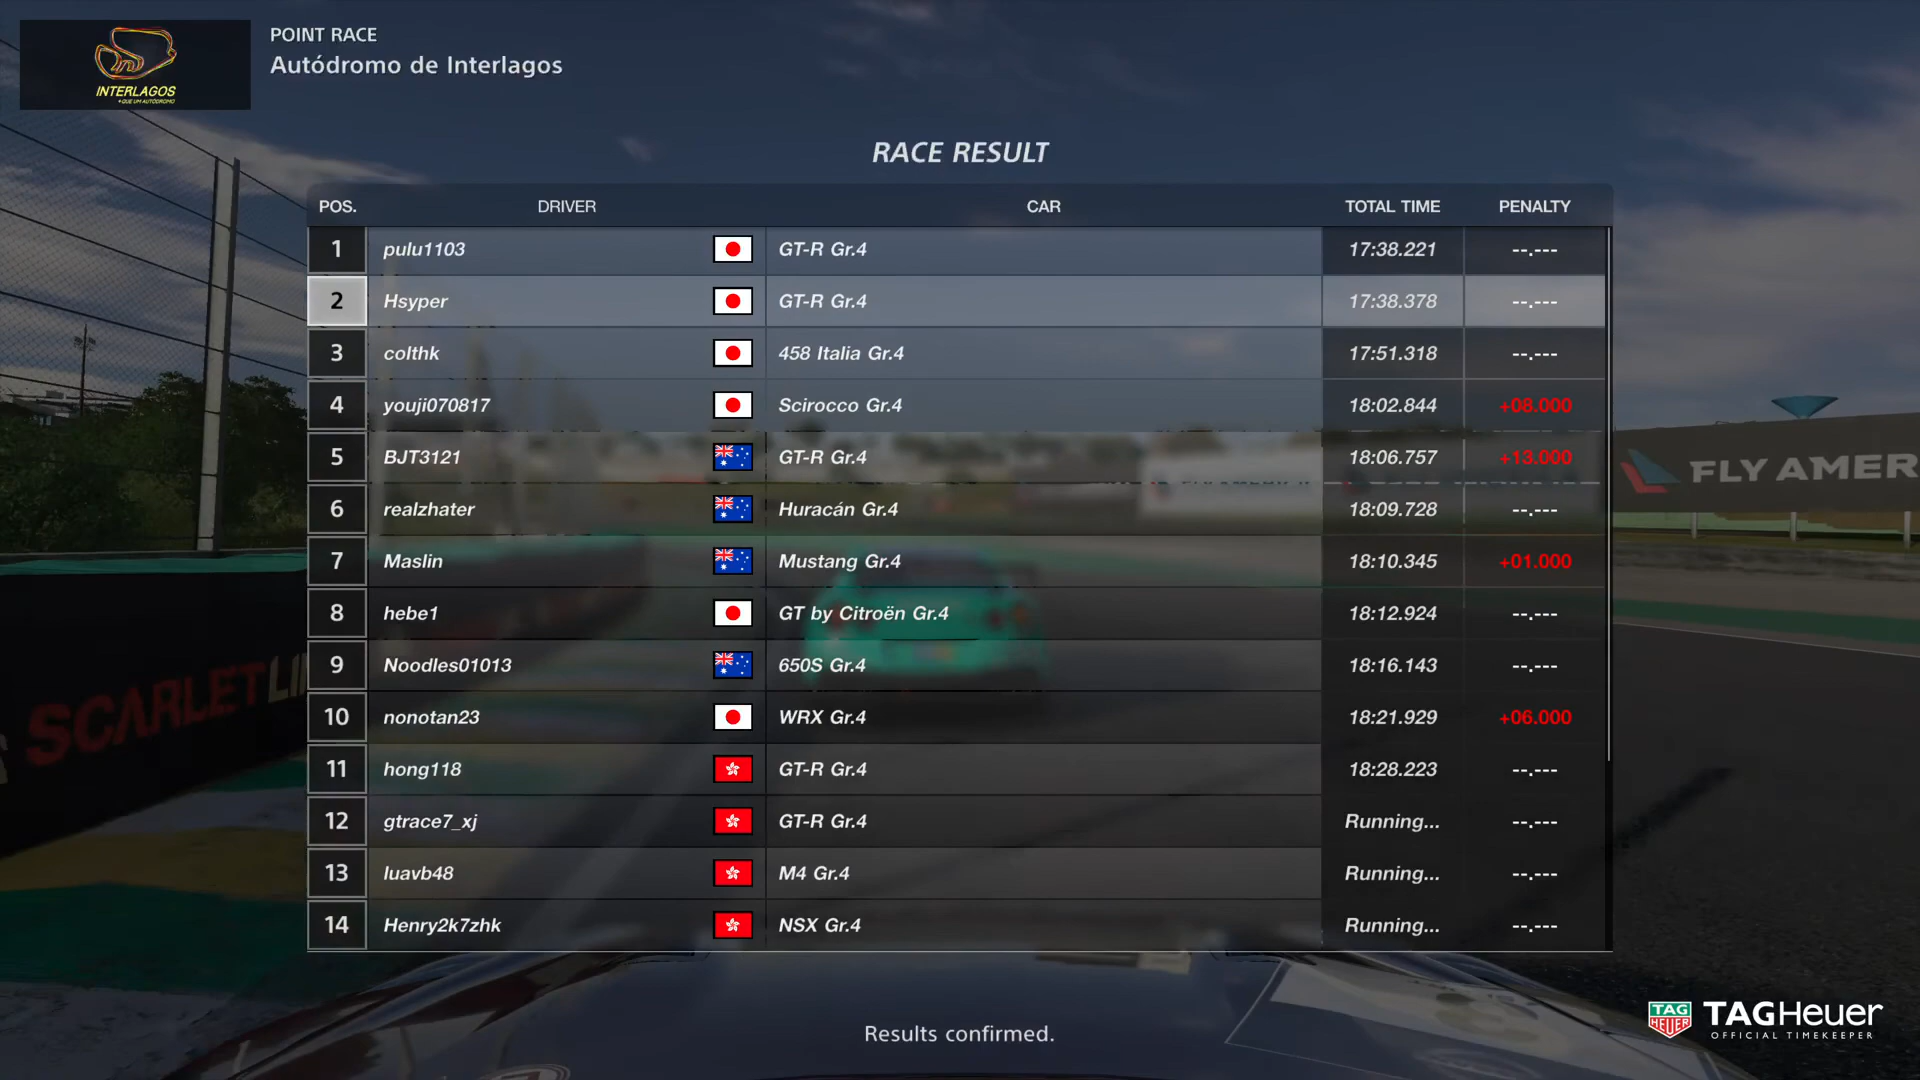 INTERLAGOS
+QUE UM AUTÓDROMO
POINT RACE
Autódromo de Interlagos
RACE RESULT
POS. DRIVER CAR TOTAL TIME PENALTY
1 pulu1103 GT-R Gr.4 17:38.221 --.---
2 Hsyper GT-R Gr.4 17:38.378 --.---
3 colthk 458 Italia Gr.4 17:51.318 --.---
4 youji070817 Scirocco Gr.4 18:02.844 +08.000
5 BJT3121 GT-R Gr.4 18:06.757 +13.000
6 realzhater Huracán Gr.4 18:09.728 --.---
7 Maslin Mustang Gr.4 18:10.345 +01.000
8 hebe1 GT by Citroën Gr.4 18:12.924 --.---
9 Noodles01013 650S Gr.4 18:16.143 --.---
10 nonotan23 WRX Gr.4 18:21.929 +06.000
11 hong118 GT-R Gr.4 18:28.223 --.---
12 gtrace7_xj GT-R Gr.4 Running... --.---
13 luavb48 M4 Gr.4 Running... --.---
14 Henry2k7zhk NSX Gr.4 Running... --.---
FLY AMER
SCARLET LI
Results confirmed.
TAG HEUER
TAGHeuer
OFFICIAL TIMEKEEPER